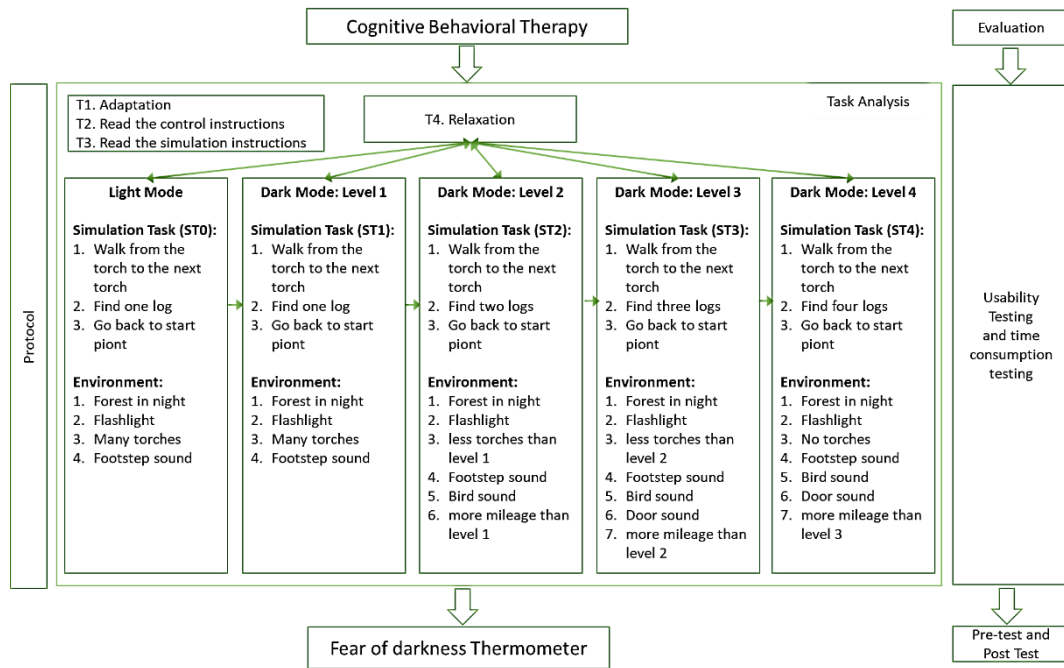 Cognitive Behavioral Therapy
Evaluation
Protocol
T1. Adaptation
T2. Read the control instructions
T3. Read the simulation instructions
T4. Relaxation
Task Analysis
Light Mode
Simulation Task (ST0):
1. Walk from the
torch to the next
torch
2. Find one log
3. Go back to start
piont
Environment:
1. Forest in night
2. Flashlight
3. Many torches
4. Footstep sound
Dark Mode: Level 1
Simulation Task (ST1):
1. Walk from the
torch to the next
torch
2. Find one log
3. Go back to start
piont
Environment:
1. Forest in night
2. Flashlight
3. Many torches
4. Footstep sound
Dark Mode: Level 2
Simulation Task (ST2):
1. Walk from the
torch to the next
torch
2. Find two logs
3. Go back to start
piont
Environment:
1. Forest in night
2. Flashlight
3. less torches than
level 1
4. Footstep sound
5. Bird sound
6. more mileage than
level 1
Dark Mode: Level 3
Simulation Task (ST3):
1. Walk from the
torch to the next
torch
2. Find three logs
3. Go back to start
piont
Environment:
1. Forest in night
2. Flashlight
3. less torches than
level 2
4. Footstep sound
5. Bird sound
6. Door sound
7. more mileage than
level 2
Dark Mode: Level 4
Simulation Task (ST4):
1. Walk from the
torch to the next
torch
2. Find four logs
3. Go back to start
piont
Environment:
1. Forest in night
2. Flashlight
3. No torches
4. Footstep sound
5. Bird sound
6. Door sound
7. more mileage than
level 3
Usability
Testing
and time
consumption
testing
Fear of darkness Thermometer
Pre-test and
Post Test